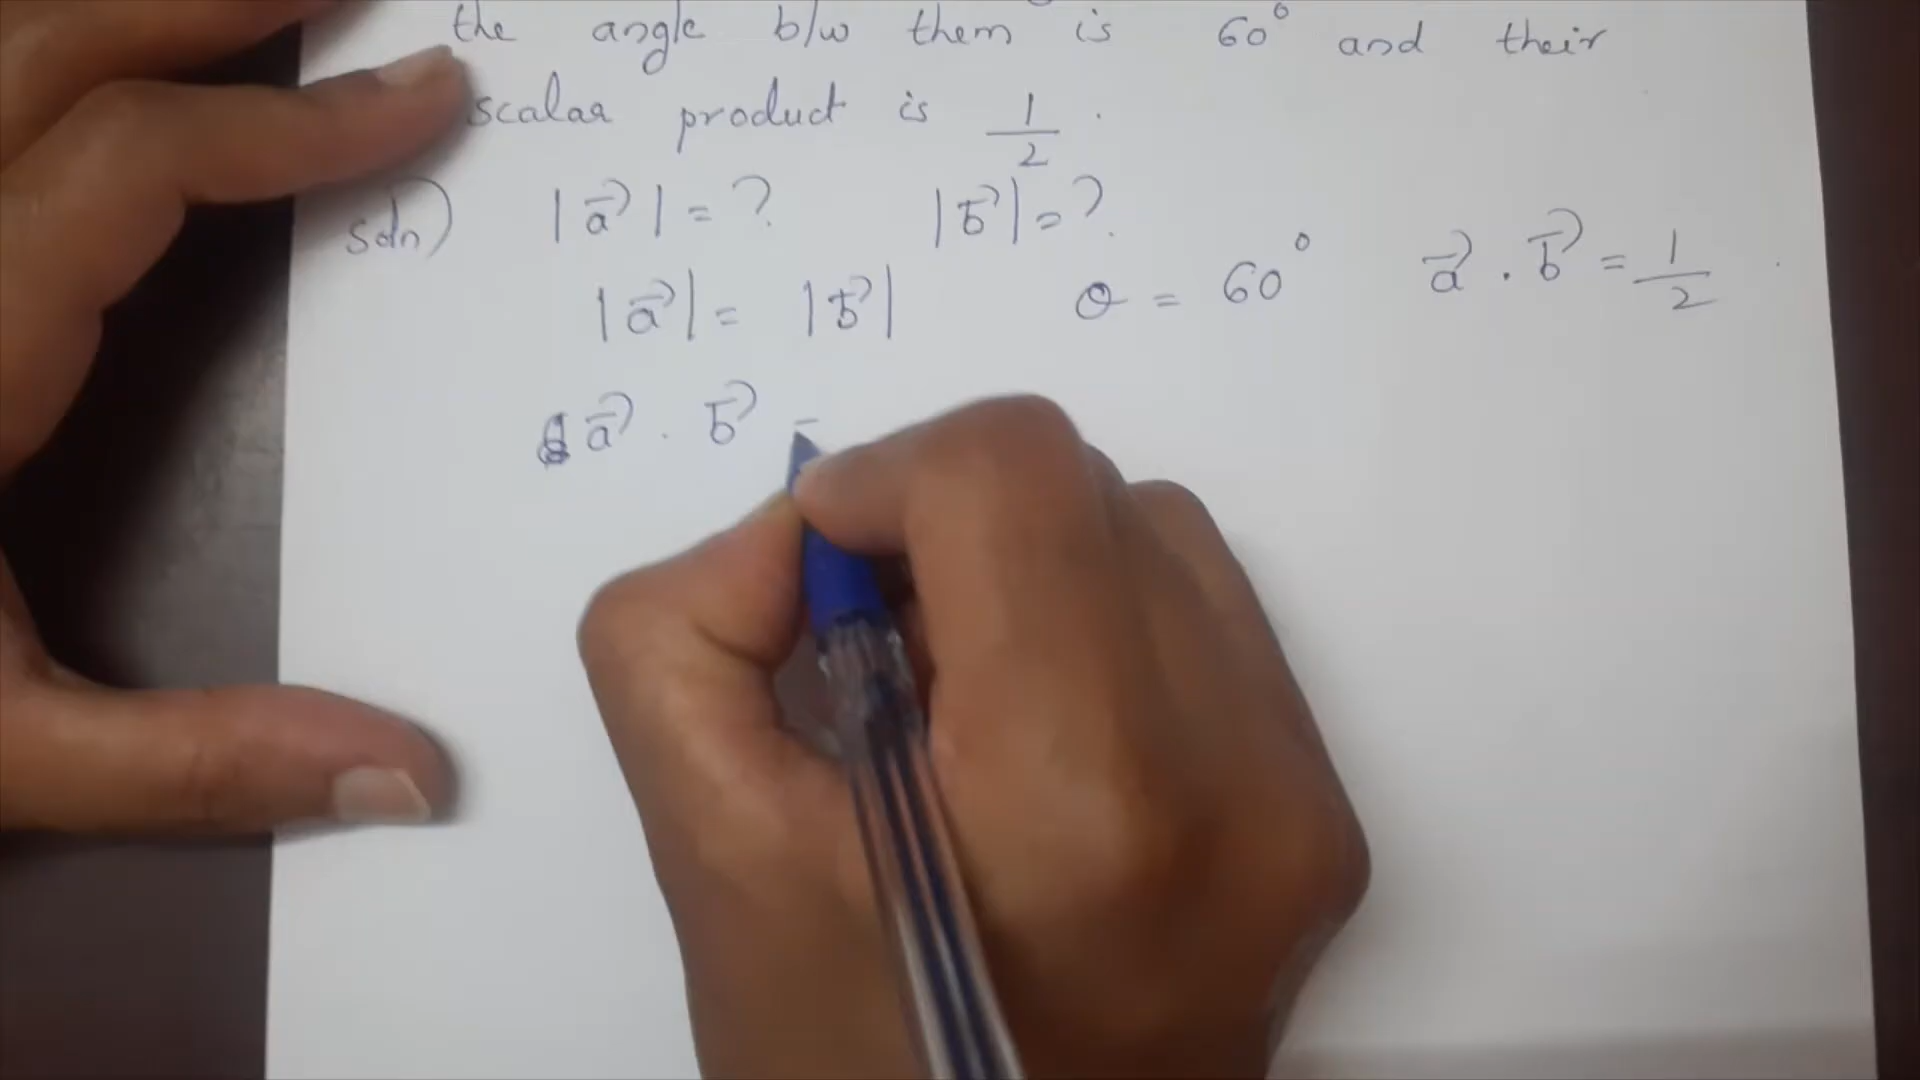 the angle b/w them is 60° and their
scalar product is 1/2 .
soln) |a⃗| = ? |b⃗| = ?
|a⃗| = |b⃗| θ = 60° a⃗ . b⃗ = 1/2 .
a⃗ . b⃗